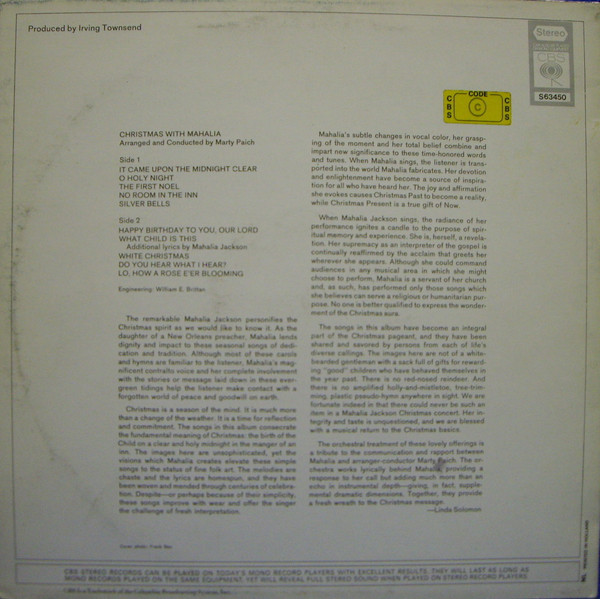 Produced by Irving Townsend
Stereo
CBS
S63450
CODE
CBS
C
CBS
CHRISTMAS WITH MAHALIA
Arranged and Conducted by Marty Paich
Side 1
IT CAME UPON THE MIDNIGHT CLEAR
O HOLY NIGHT
THE FIRST NOEL
NO ROOM IN THE INN
SILVER BELLS
Side 2
HAPPY BIRTHDAY TO YOU, OUR LORD
WHAT CHILD IS THIS
Additional lyrics by Mahalia Jackson
WHITE CHRISTMAS
DO YOU HEAR WHAT I HEAR?
LO, HOW A ROSE E'ER BLOOMING
Engineering: William E. Britten
The remarkable Mahalia Jackson personifies the
Christmas spirit as we would like to know it. As the
daughter of a New Orleans preacher, Mahalia lends
dignity and impact to these seasonal songs of dedi-
cation and tradition. Although most of these carols
and hymns are familiar to the listener, Mahalia's mag-
nificent contralto voice and her complete involvement
with the stories or message laid down in these ever-
green tidings help the listener make contact with a
forgotten world of peace and goodwill on earth.
Christmas is a season of the mind. It is much more
than a change of the weather. It is a time for reflection
and commitment. The songs in this album consecrate
the fundamental meaning of Christmas: the birth of the
Child on a clear and holy midnight in the manger of an
inn. The images here are unsophisticated, yet the
visions which Mahalia creates elevate these simple
songs to the status of fine folk art. The melodies are
chaste and the lyrics are homespun, and they have
been woven and mended through centuries of celebra-
tion. Despite—or perhaps because of their simplicity,
these songs improve with wear and offer the singer
the challenge of fresh interpretation.
Mahalia's subtle changes in vocal color, her grasp-
ing of the moment and her total belief combine and
impart new significance to these time-honored words
and tunes. When Mahalia sings, the listener is trans-
ported into the world Mahalia fabricates. Her devotion
and enlightenment have become a source of inspira-
tion for all who have heard her. The joy and affirmation
she evokes causes Christmas Past to become a reality,
while Christmas Present is a true gift of Now.
When Mahalia Jackson sings, the radiance of her
performance ignites a candle to the purpose of spir-
itual memory and experience. She is, herself, a revela-
tion. Her supremacy as an interpreter of the gospel is
continually reaffirmed by the acclaim that greets her
wherever she appears. Although she could command
audiences in any musical area in which she might
choose to perform, Mahalia is a servant of her church
and, as such, has performed only those songs which
she believes can serve a religious or humanitarian pur-
pose. No one is better qualified to express the wonder-
ment of the Christmas aura.
The songs in this album have become an integral
part of the Christmas pageant, and they have been
shared and savored by persons from each of life's
diverse callings. The images here are not of a white-
bearded gentleman with a sack full of gifts for reward-
ing "good" children who have behaved themselves in
the year past. There is no red-nosed reindeer. And
there is no amplified holly-and-mistletoe, tree-trim-
ming, plastic pseudo-hymn anywhere in sight. We are
fortunate indeed in that there could never be such an
item in a Mahalia Jackson Christmas concert. Her in-
tegrity and taste is unquestioned, and we are blessed
with a musical return to the Christmas basics.
The orchestral treatment of these lovely offerings is
a tribute to the communication and rapport between
Mahalia and arranger-conductor Marty Paich. The or-
chestra works lyrically behind Mahalia, providing a
response to her call but adding much more than an
echo in instrumental depth—giving, in fact, supple-
mental dramatic dimensions. Together, they provide
a fresh wreath to the Christmas message.
—Linda Solomon
CBS STEREO RECORDS CAN BE PLAYED ON TODAY'S MONO RECORD PLAYERS WITH EXCELLENT RESULTS. THEY WILL LAST AS LONG AS
MONO RECORDS PLAYED ON THE SAME EQUIPMENT, YET WILL REVEAL FULL STEREO SOUND WHEN PLAYED ON STEREO RECORD PLAYERS